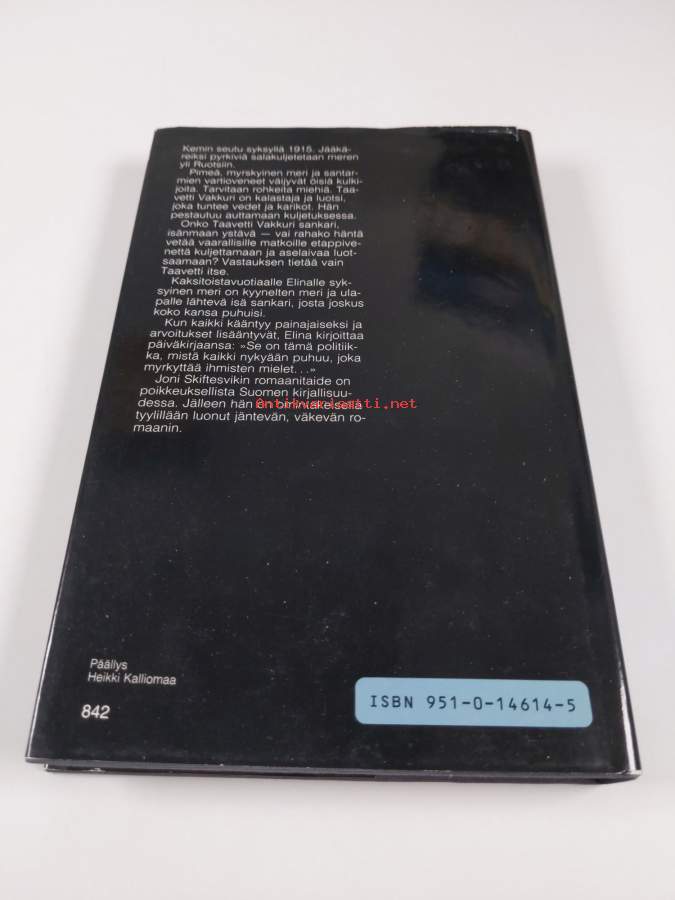 Kemin seutu syksyllä 1915. Jääkä-
reiksi pyrkiviä salakuljetetaan meren
yli Ruotsiin.
Pimeä, myrskyinen meri ja santar-
mien vartioveneet väijyvät öisiä kulki-
joita. Tarvitaan rohkeita miehiä. Taa-
vetti Vakkuri on kalastaja ja luotsi,
joka tuntee vedet ja karikot. Hän
pestautuu auttamaan kuljetuksessa.
Onko Taavetti Vakkuri sankari,
isänmaan ystävä — vai rahako häntä
vetää vaarallisille matkoille etappive-
nettä kuljettamaan ja aselaivaa luot-
saamaan? Vastauksen tietää vain
Taavetti itse.
Kaksitoistavuotiaalle Elinalle syk-
syinen meri on kyynelten meri ja ula-
palle lähtevä isä sankari, josta joskus
koko kansa puhuisi.
Kun kaikki kääntyy painajaiseksi ja
arvoitukset lisääntyvät, Elina kirjoittaa
päiväkirjaansa: »Se on tämä politiik-
ka, mistä kaikki nykyään puhuu, joka
myrkyttää ihmisten mielet. . .»
Joni Skiftesvikin romaanitaide on
poikkeuksellista Suomen kirjallisuu-
dessa. Jälleen hän on omavakeisella
tyylillään luonut jäntevän, väkevän ro-
maanin.
antikvariaatti.net
Päällys
Heikki Kalliomaa
842
ISBN 951-0-14614-5